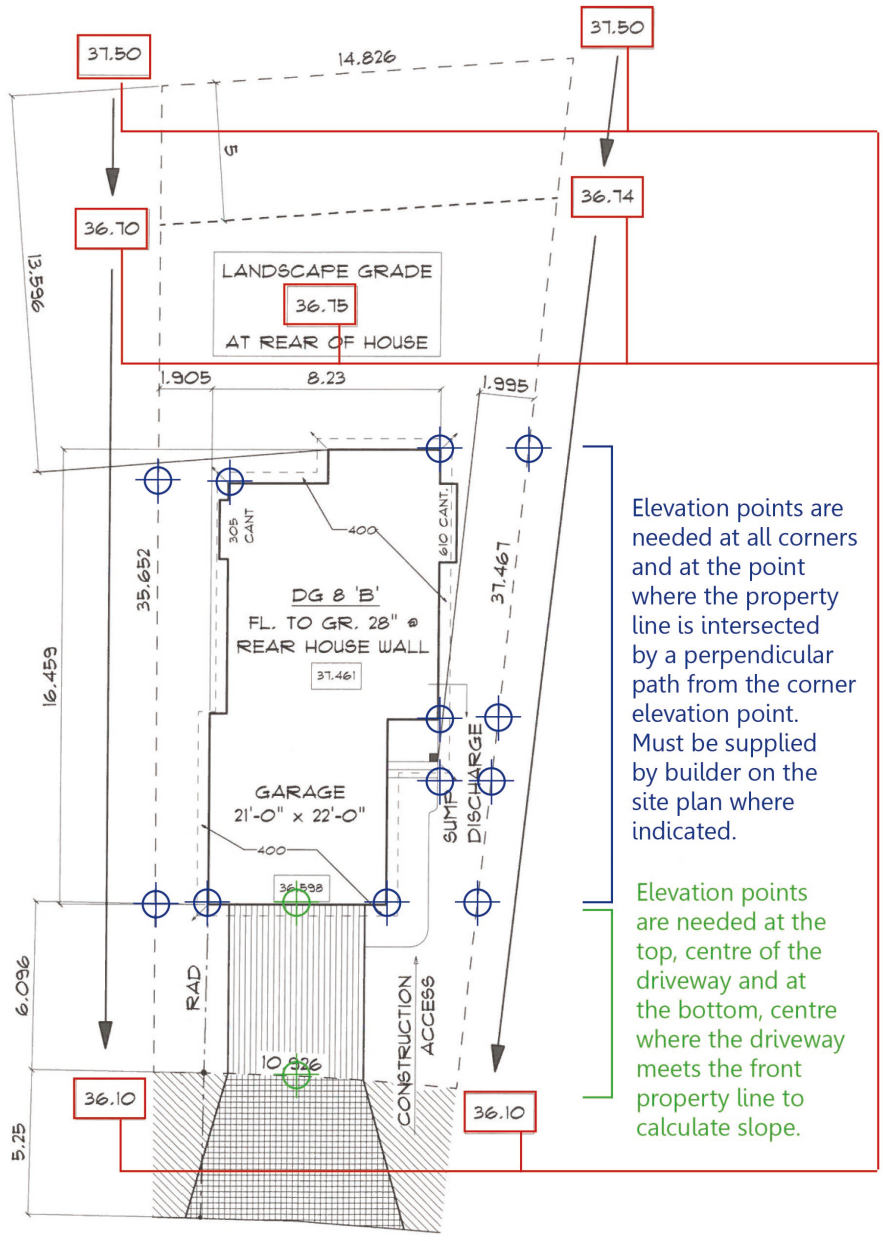 37.50
37.50
14.826
5
36.70
36.74
13.596
LANDSCAPE GRADE
36.75
AT REAR OF HOUSE
1.905
8.23
1.995
305
CANT
610 CANT.
400
35.652
37.467
16.459
DG 8 'B'
FL. TO GR. 28" @
REAR HOUSE WALL
37.461
GARAGE
21'-0" x 22'-0"
400
SUMP
DISCHARGE
36.598
6.096
RAD
10.926
CONSTRUCTION
ACCESS
36.10
36.10
5.25
Elevation points are
needed at all corners
and at the point
where the property
line is intersected
by a perpendicular
path from the corner
elevation point.
Must be supplied
by builder on the
site plan where
indicated.
Elevation points
are needed at the
top, centre of the
driveway and at
the bottom, centre
where the driveway
meets the front
property line to
calculate slope.